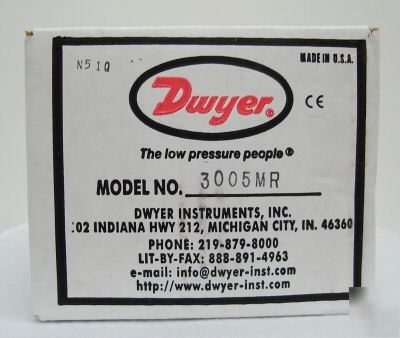 N51Q
MADE IN U.S.A.
Dwyer®
CE
The low pressure people®
MODEL NO. 3005MR
DWYER INSTRUMENTS, INC.
:02 INDIANA HWY 212, MICHIGAN CITY, IN. 46360
PHONE: 219-879-8000
LIT-BY-FAX: 888-891-4963
e-mail: info@dwyer-inst.com
http://www.dwyer-inst.com